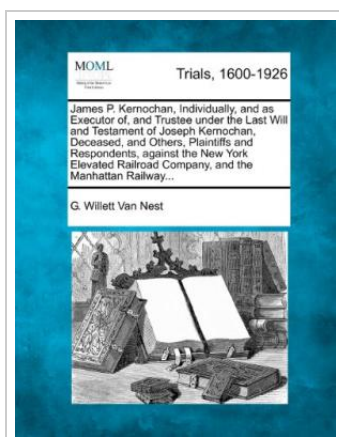 MOML
Trials, 1600-1926
James P. Kernochan, Individually, and as
Executor of, and Trustee under the Last Will
and Testament of Joseph Kernochan,
Deceased, and Others, Plaintiffs and
Respondents, against the New York
Elevated Railroad Company, and the
Manhattan Railway...
G. Willett Van Nest